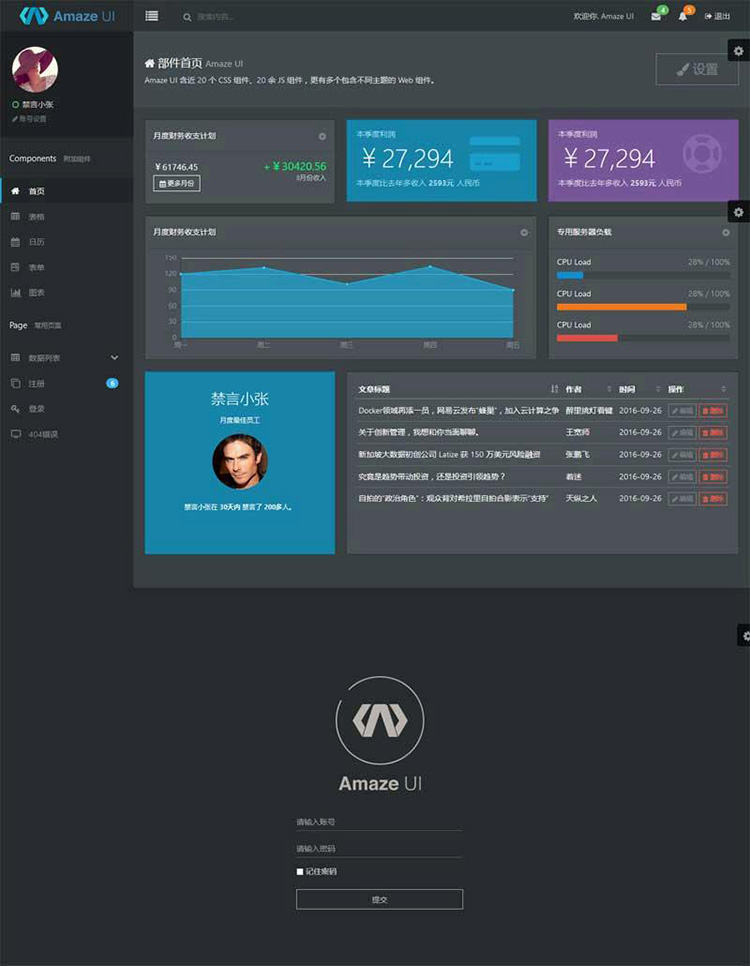 Amaze UI
搜索内容...
欢迎你, Amaze UI
4
5
退出
禁言小张
账号设置
Components 附加组件
首页
表格
日历
表单
图表
Page 常用页面
数据列表
注册
6
登录
404错误
部件首页 Amaze UI
Amaze UI 含近 20 个 CSS 组件、20 余 JS 组件，更有多个包含不同主题的 Web 组件。
设置
月度财务收支计划
￥61746.45
+￥30420.56
8月份收入
更多月份
本季度利润
￥27,294
本季度比去年多收入 2593元 人民币
本季度利润
￥27,294
本季度比去年多收入 2593元 人民币
月度财务收支计划
150
120
90
60
30
0
周一 周二 周三 周四 周五
专用服务器负载
CPU Load 28% / 100%
CPU Load 28% / 100%
CPU Load 28% / 100%
禁言小张
月度最佳员工
禁言小张在 30天内 禁言了 200多人。
文章标题 作者 时间 操作
Docker领域再添一员，网易云发布“蜂巢”，加入云计算之争 醉里挑灯看键 2016-09-26 编辑 删除
关于创新管理，我想和你当面聊聊。 王宽师 2016-09-26 编辑 删除
新加坡大数据初创公司 Latize 获 150 万美元风险融资 张鹏飞 2016-09-26 编辑 删除
究竟是趋势带动投资，还是投资引领趋势？ 着迷 2016-09-26 编辑 删除
自拍的“政治角色”：观众背对希拉里自拍合影表示“支持” 天纵之人 2016-09-26 编辑 删除
Amaze UI
请输入账号
请输入密码
记住密码
提交